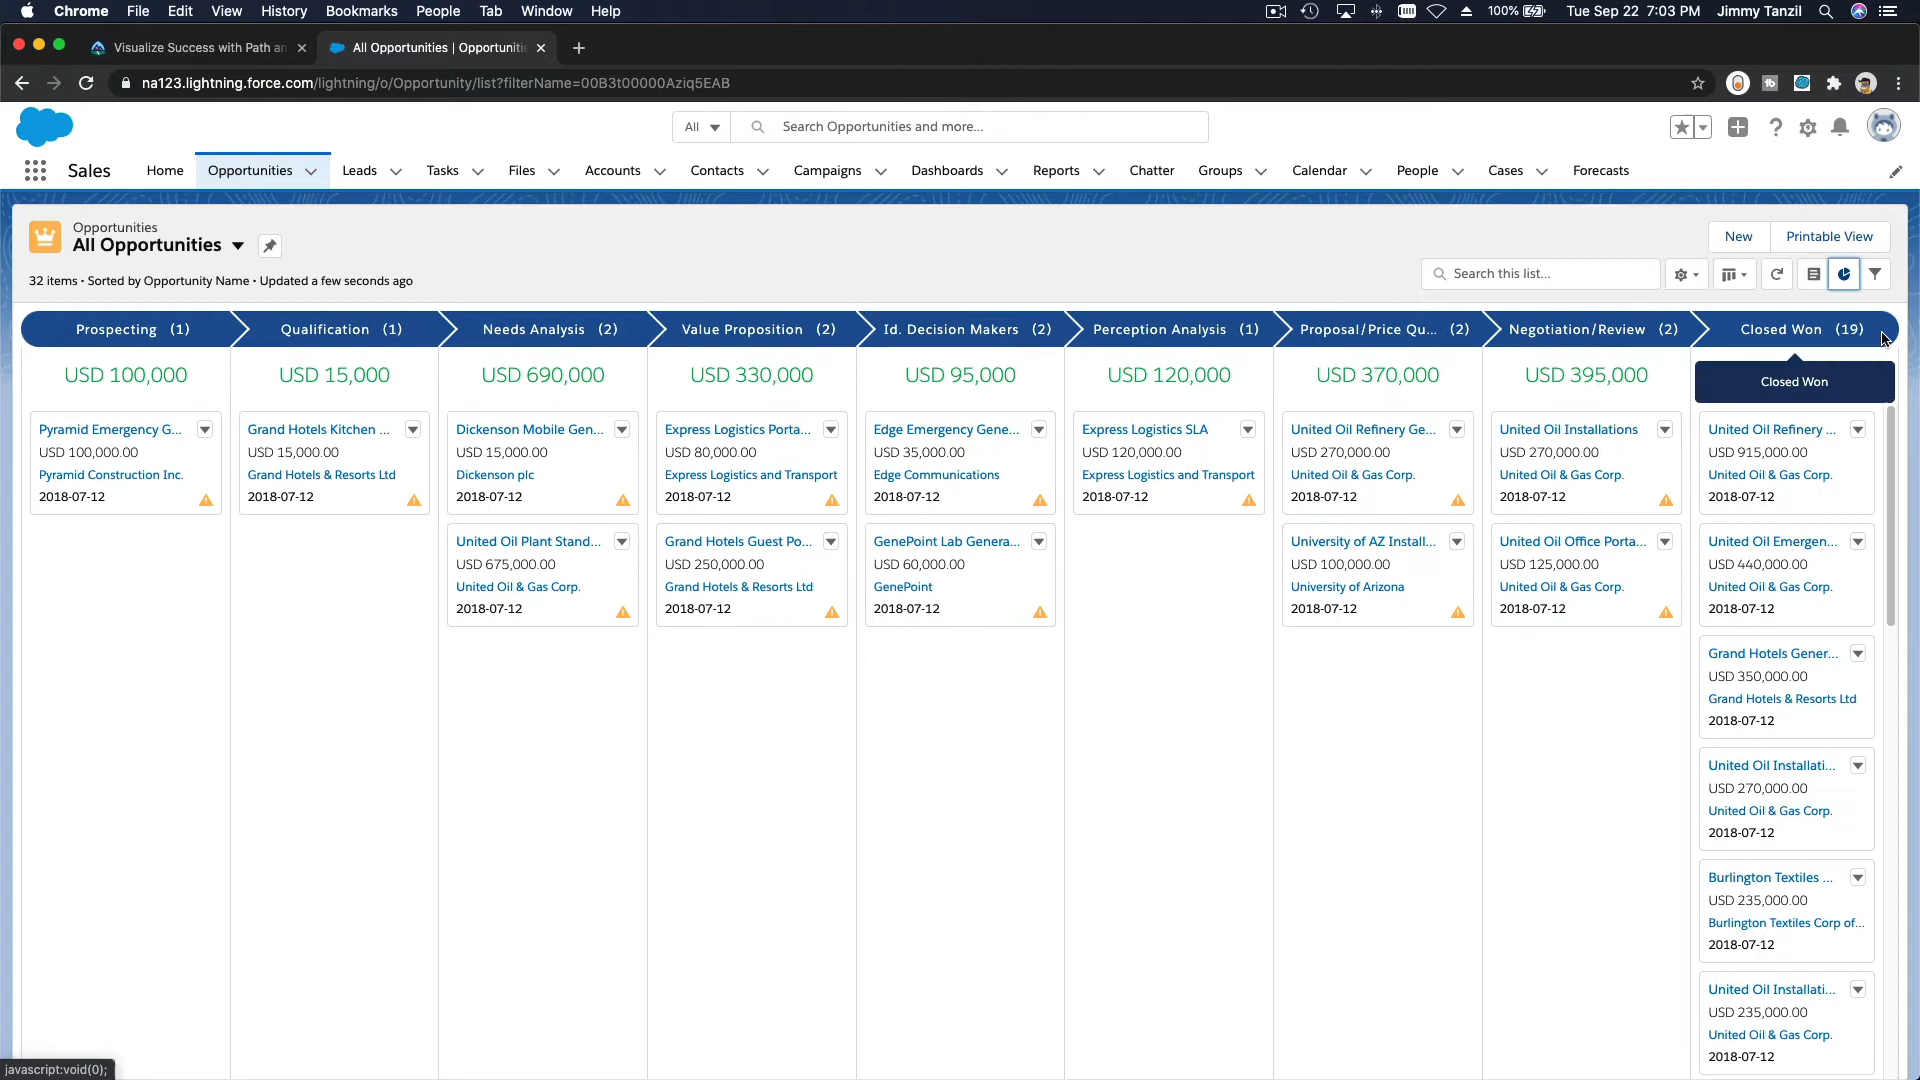 Chrome File Edit View History Bookmarks People Tab Window Help 100% Tue Sep 22 7:03 PM Jimmy Tanzil
Visualize Success with Path an All Opportunities | Opportuniti
na123.lightning.force.com/lightning/o/Opportunity/list?filterName=00B3t00000Aziq5EAB
All Search Opportunities and more...
Sales Home Opportunities Leads Tasks Files Accounts Contacts Campaigns Dashboards Reports Chatter Groups Calendar People Cases Forecasts
Opportunities
All Opportunities
New Printable View
32 items • Sorted by Opportunity Name • Updated a few seconds ago
Search this list...
Prospecting (1) Qualification (1) Needs Analysis (2) Value Proposition (2) Id. Decision Makers (2) Perception Analysis (1) Proposal/Price Qu... (2) Negotiation/Review (2) Closed Won (19)
USD 100,000 USD 15,000 USD 690,000 USD 330,000 USD 95,000 USD 120,000 USD 370,000 USD 395,000 Closed Won
Pyramid Emergency G... Grand Hotels Kitchen ... Dickenson Mobile Gen... Express Logistics Porta... Edge Emergency Gene... Express Logistics SLA United Oil Refinery Ge... United Oil Installations United Oil Refinery ...
USD 100,000.00 USD 15,000.00 USD 15,000.00 USD 80,000.00 USD 35,000.00 USD 120,000.00 USD 270,000.00 USD 270,000.00 USD 915,000.00
Pyramid Construction Inc. Grand Hotels & Resorts Ltd Dickenson plc Express Logistics and Transport Edge Communications Express Logistics and Transport United Oil & Gas Corp. United Oil & Gas Corp. United Oil & Gas Corp.
2018-07-12 2018-07-12 2018-07-12 2018-07-12 2018-07-12 2018-07-12 2018-07-12 2018-07-12 2018-07-12
United Oil Plant Stand... Grand Hotels Guest Po... GenePoint Lab Genera... University of AZ Install... United Oil Office Porta... United Oil Emergen...
USD 675,000.00 USD 250,000.00 USD 60,000.00 USD 100,000.00 USD 125,000.00 USD 440,000.00
United Oil & Gas Corp. Grand Hotels & Resorts Ltd GenePoint University of Arizona United Oil & Gas Corp. United Oil & Gas Corp.
2018-07-12 2018-07-12 2018-07-12 2018-07-12 2018-07-12 2018-07-12
Grand Hotels Gener...
USD 350,000.00
Grand Hotels & Resorts Ltd
2018-07-12
United Oil Installati...
USD 270,000.00
United Oil & Gas Corp.
2018-07-12
Burlington Textiles ...
USD 235,000.00
Burlington Textiles Corp of...
2018-07-12
United Oil Installati...
USD 235,000.00
United Oil & Gas Corp.
2018-07-12
javascript:void(0);